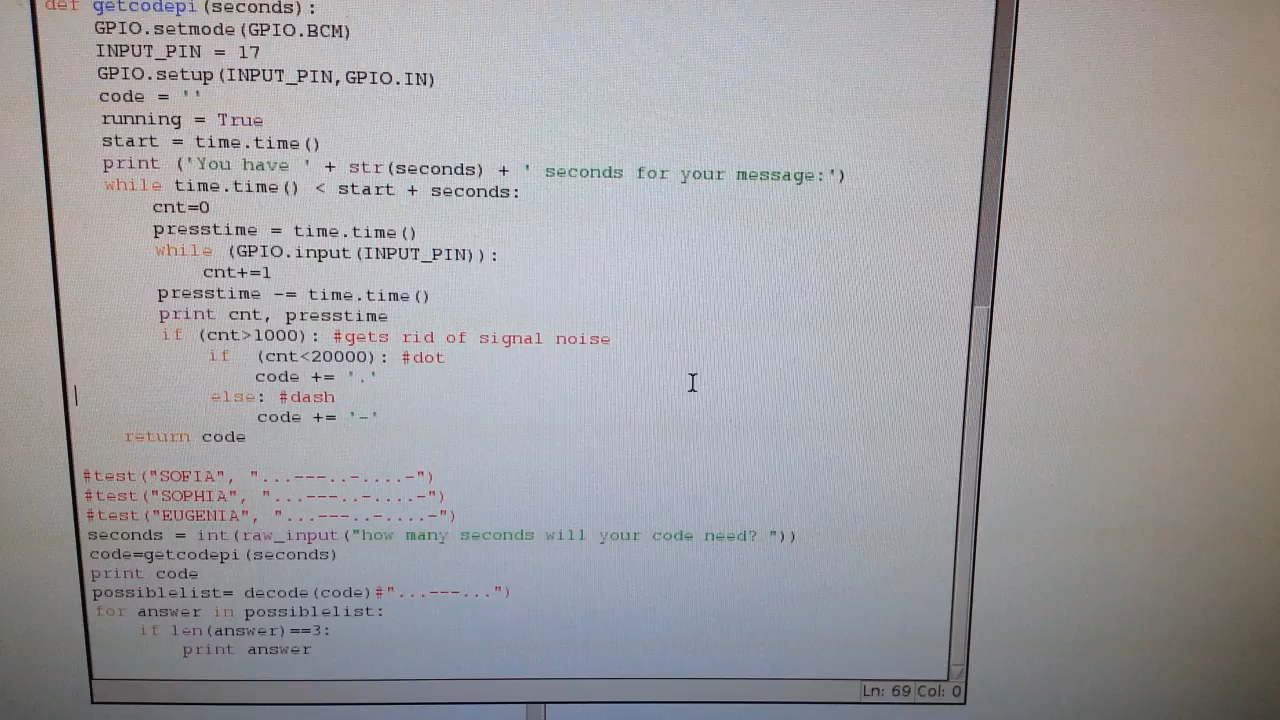 def getcodepi(seconds):
    GPIO.setmode(GPIO.BCM)
    INPUT_PIN = 17
    GPIO.setup(INPUT_PIN,GPIO.IN)
    code = ''
    running = True
    start = time.time()
    print ('You have ' + str(seconds) + ' seconds for your message:')
    while time.time() < start + seconds:
        cnt=0
        presstime = time.time()
        while (GPIO.input(INPUT_PIN)):
            cnt+=1
        presstime -= time.time()
        print cnt, presstime
        if (cnt>1000): #gets rid of signal noise
            if  (cnt<20000): #dot
                code += '.'
            else: #dash
                code += '-'
    return code

#test("SOFIA", "...---..-....-")
#test("SOPHIA", "...---..-....-")
#test("EUGENIA", "...---..-....-")
seconds = int(raw_input("how many seconds will your code need? "))
code=getcodepi(seconds)
print code
possiblelist= decode(code)#"...---...")
for answer in possiblelist:
    if len(answer)==3:
        print answer
Ln: 69 Col: 0